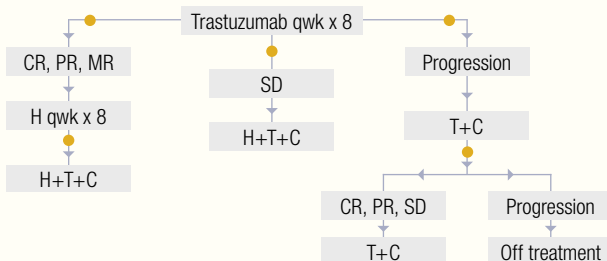 Trastuzumab qwk x 8
CR, PR, MR
SD
Progression
H qwk x 8
H+T+C
T+C
H+T+C
CR, PR, SD
Progression
T+C
Off treatment